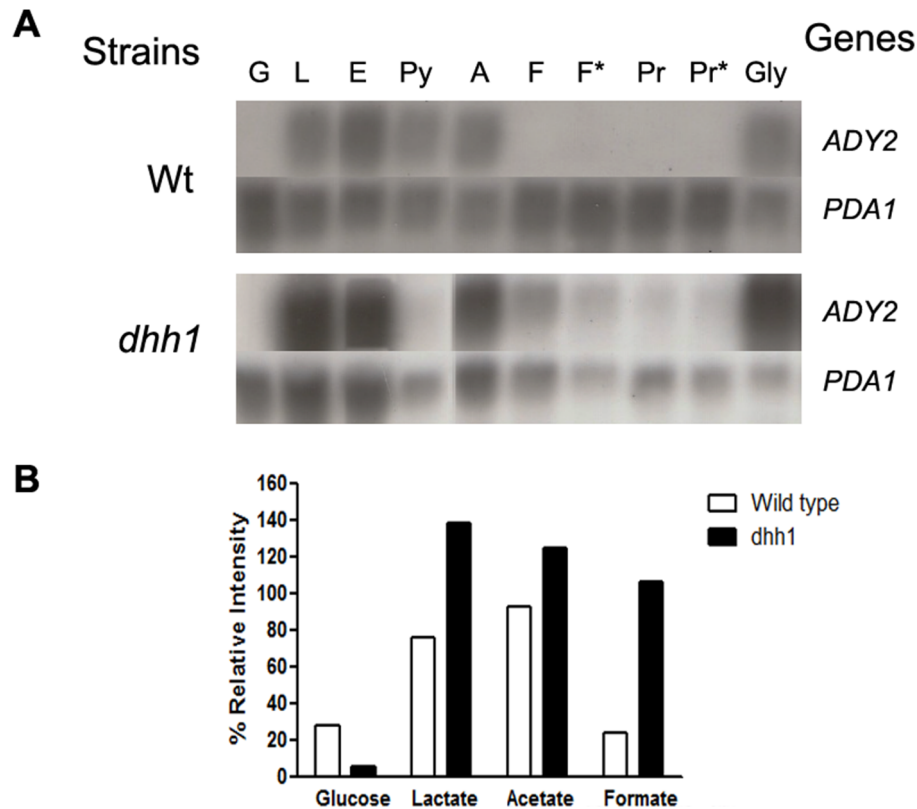 A
Strains
Genes
G L E Py A F F* Pr Pr* Gly
Wt
ADY2
PDA1
dhh1
ADY2
PDA1
B
% Relative Intensity
160
140
120
100
80
60
40
20
0
Glucose Lactate Acetate Formate
Wild type
dhh1